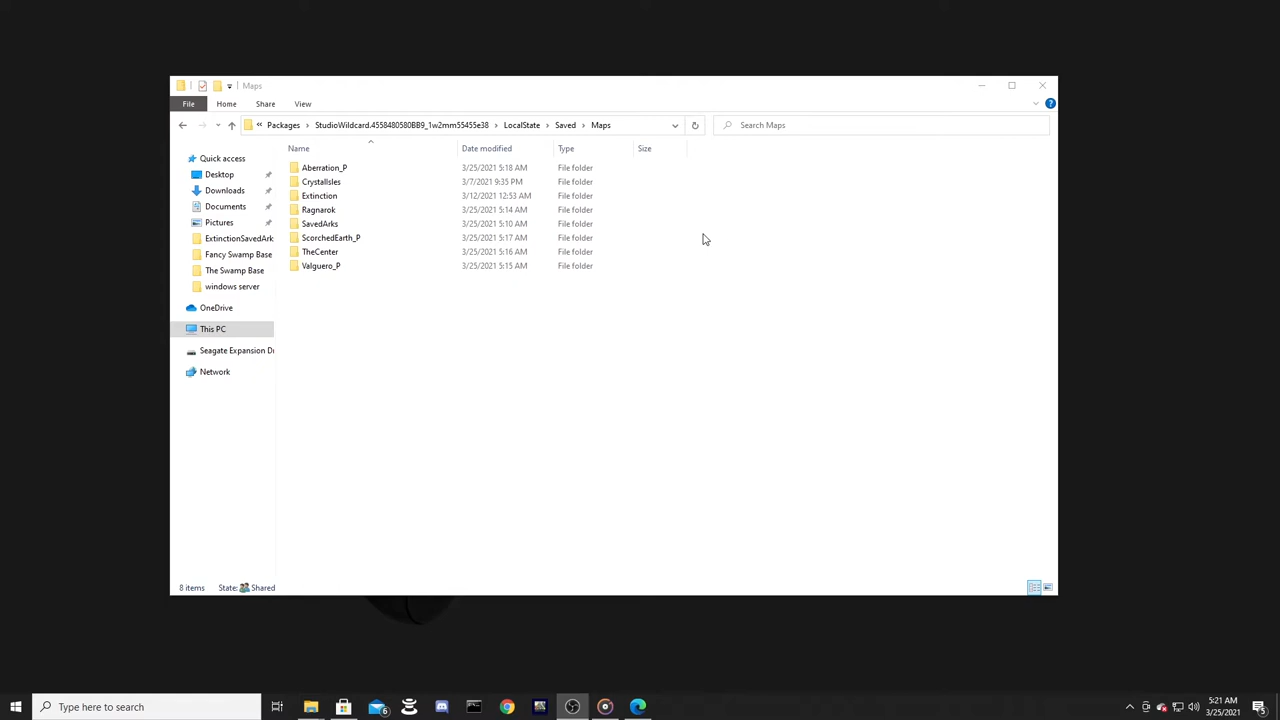 Maps
File Home Share View
« Packages > StudioWildcard.4558480580BB9_1w2mm55455e38 > LocalState > Saved > Maps
Search Maps
Name Date modified Type Size
Quick access
Desktop
Downloads
Documents
Pictures
ExtinctionSavedArk
Fancy Swamp Base
The Swamp Base
windows server
OneDrive
This PC
Seagate Expansion Dr
Network
Aberration_P 3/25/2021 5:18 AM File folder
CrystalIsles 3/7/2021 9:35 PM File folder
Extinction 3/12/2021 12:53 AM File folder
Ragnarok 3/25/2021 5:14 AM File folder
SavedArks 3/25/2021 5:10 AM File folder
ScorchedEarth_P 3/25/2021 5:17 AM File folder
TheCenter 3/25/2021 5:16 AM File folder
Valguero_P 3/25/2021 5:15 AM File folder
8 items State: Shared
Type here to search
6
5:21 AM
3/25/2021